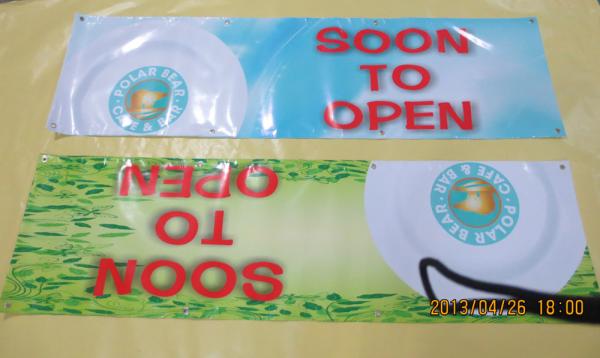 SOON
TO
OPEN
POLAR BEAR
CAFE & BAR
SOON
TO
OPEN
POLAR BEAR
CAFE & BAR
2013/04/26 18:00